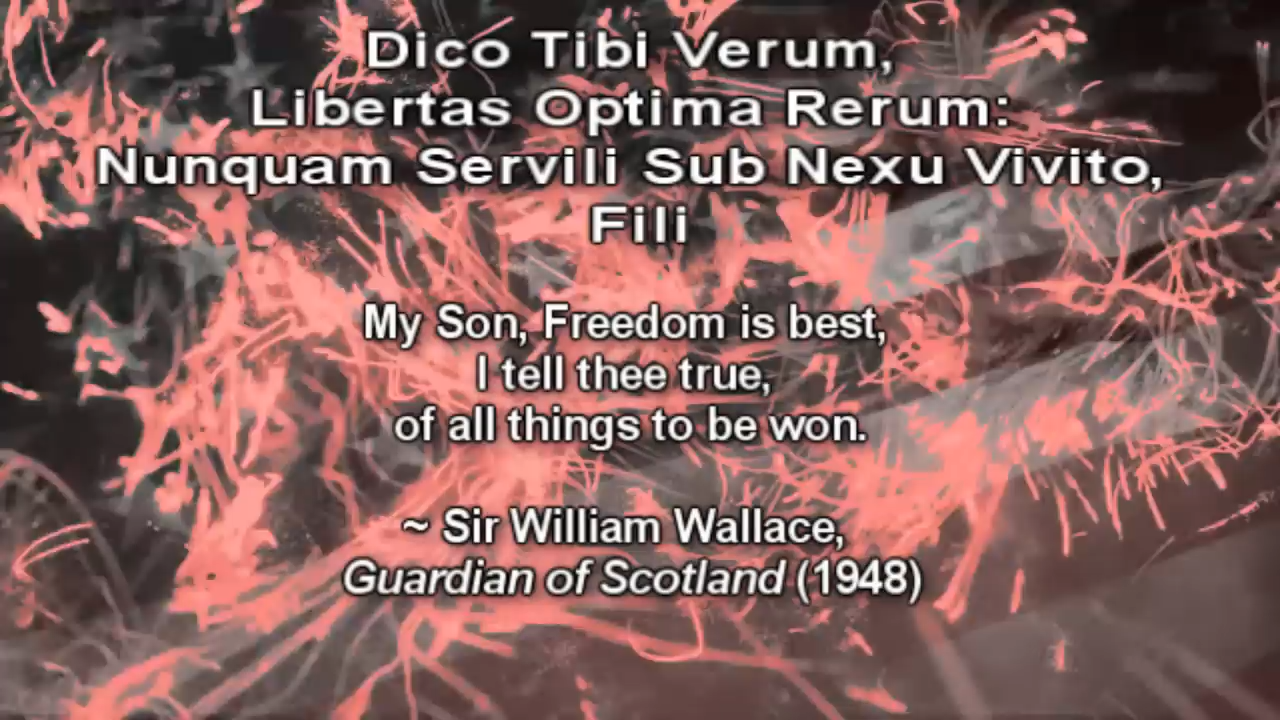 Dico Tibi Verum,
Libertas Optima Rerum:
Nunquam Servili Sub Nexu Vivito,
Fili
My Son, Freedom is best,
I tell thee true,
of all things to be won.
~ Sir William Wallace,
Guardian of Scotland (1948)